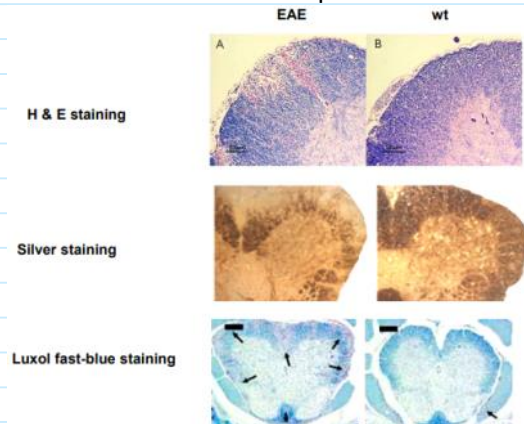 EAE wt
A B
H & E staining
Silver staining
Luxol fast-blue staining